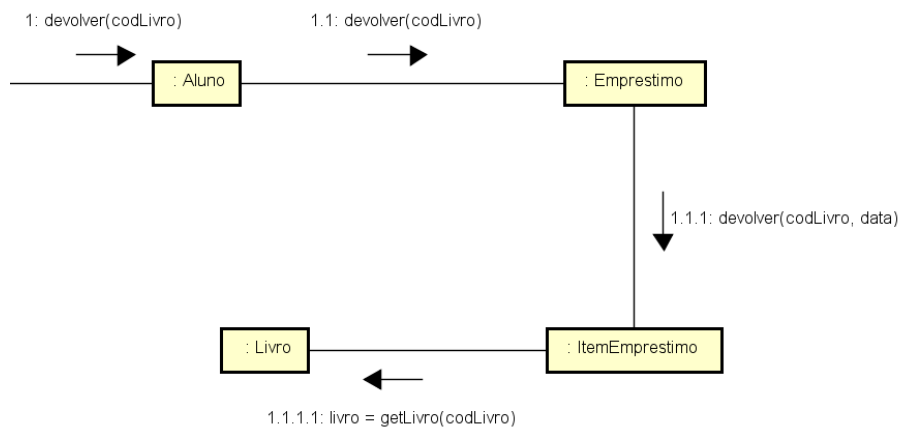 1: devolver(codLivro)
1.1: devolver(codLivro)
: Aluno
: Emprestimo
1.1.1: devolver(codLivro, data)
: Livro
: ItemEmprestimo
1.1.1.1: livro = getLivro(codLivro)